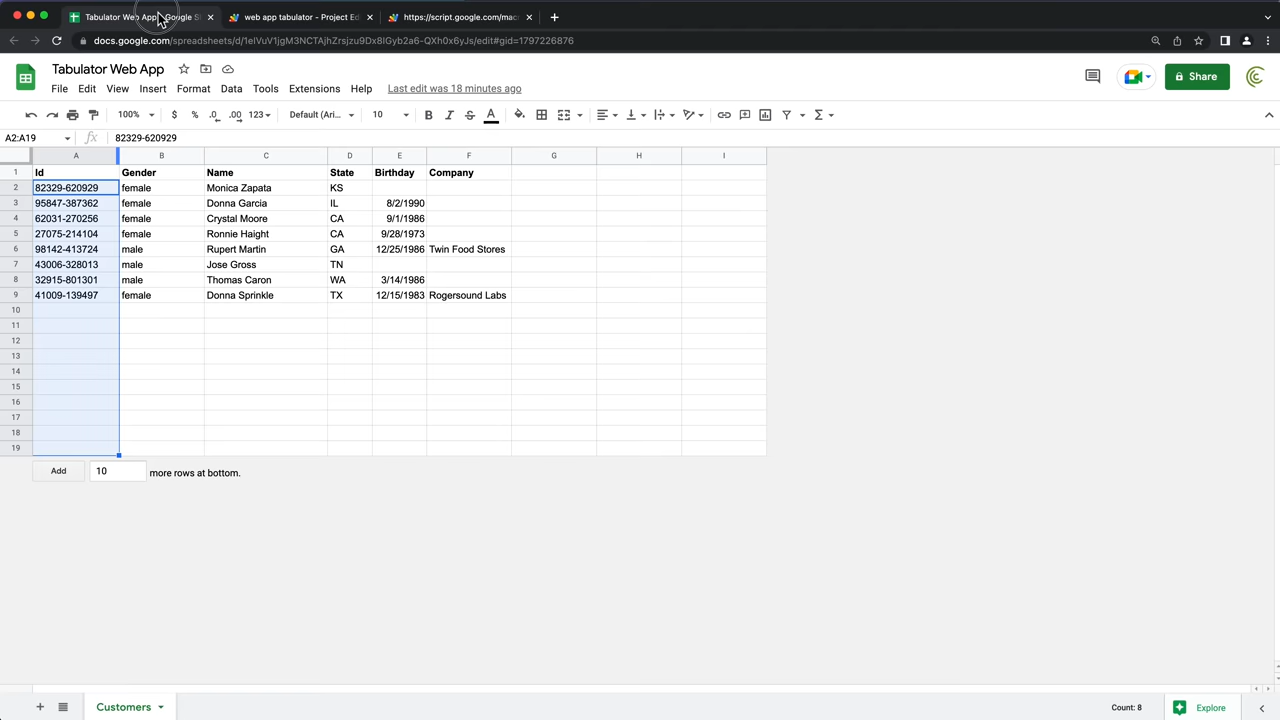 Tabulator Web App - Google S
web app tabulator - Project Edi
https://script.google.com/mac
docs.google.com/spreadsheets/d/1elVuV1jgM3NCTAjhZrsjzu9Dx8IGyb2a6-QXh0x6yJs/edit#gid=1797226876
Tabulator Web App
File Edit View Insert Format Data Tools Extensions Help Last edit was 18 minutes ago
Share
100% $ % .0 .00 123 Default (Ari... 10 B I S A
A2:A19 fx 82329-620929
A B C D E F G H I
1 Id Gender Name State Birthday Company
2 82329-620929 female Monica Zapata KS
3 95847-387362 female Donna Garcia IL 8/2/1990
4 62031-270256 female Crystal Moore CA 9/1/1986
5 27075-214104 female Ronnie Haight CA 9/28/1973
6 98142-413724 male Rupert Martin GA 12/25/1986 Twin Food Stores
7 43006-328013 male Jose Gross TN
8 32915-801301 male Thomas Caron WA 3/14/1986
9 41009-139497 female Donna Sprinkle TX 12/15/1983 Rogersound Labs
10
11
12
13
14
15
16
17
18
19
Add 10 more rows at bottom.
Customers
Count: 8
Explore